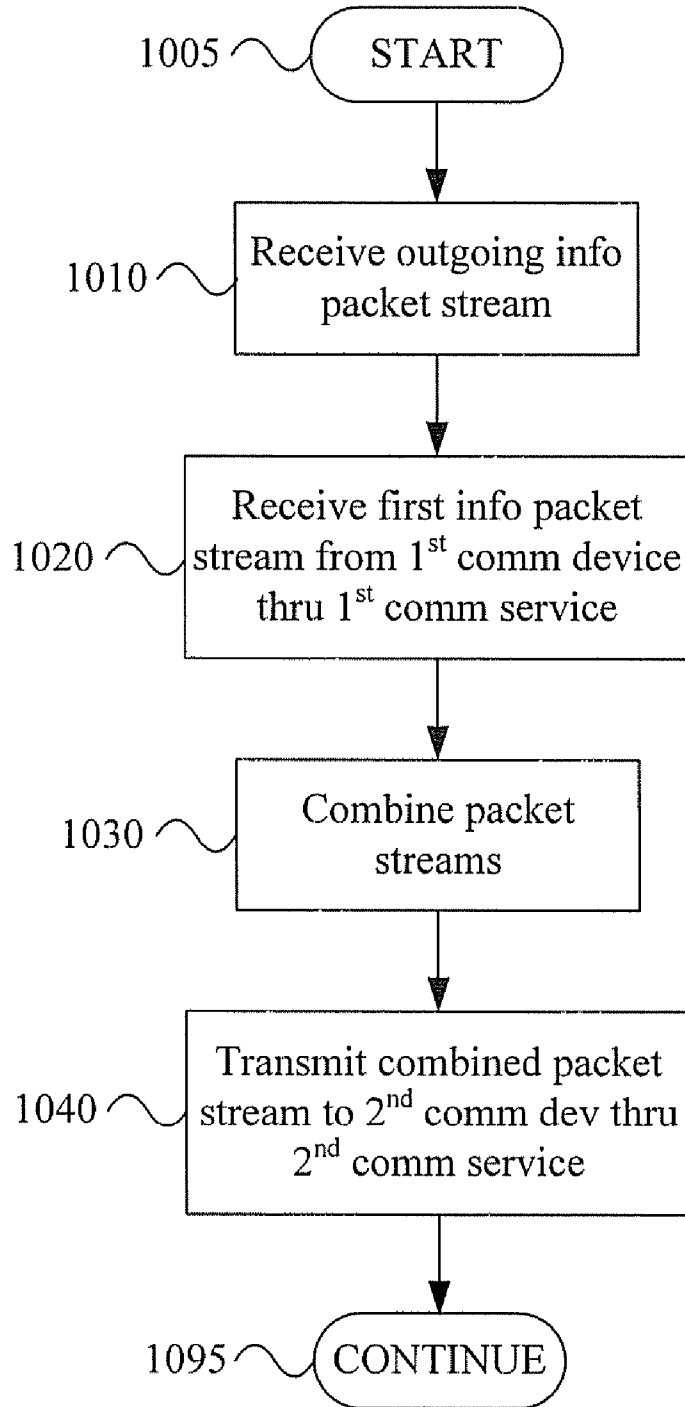 1005
START
1010
Receive outgoing info
packet stream
1020
Receive first info packet
stream from 1st comm device
thru 1st comm service
1030
Combine packet
streams
1040
Transmit combined packet
stream to 2nd comm dev thru
2nd comm service
1095
CONTINUE